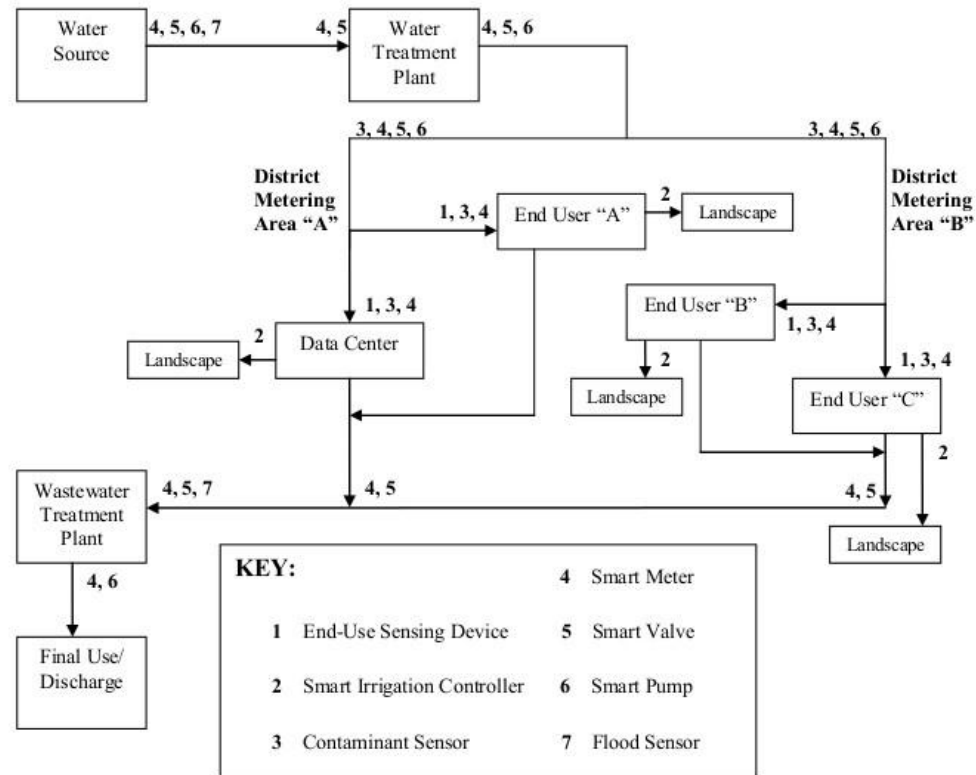 Water
Source
4, 5, 6, 7
4, 5
Water
Treatment
Plant
4, 5, 6
3, 4, 5, 6
3, 4, 5, 6
District
Metering
Area “A”
1, 3, 4
End User “A”
2
Landscape
District
Metering
Area “B”
1, 3, 4
Data Center
2
Landscape
End User “B”
1, 3, 4
2
Landscape
1, 3, 4
End User “C”
2
Landscape
Wastewater
Treatment
Plant
4, 5, 7
4, 5
4, 5
4, 6
Final Use/
Discharge
KEY:
1 End-Use Sensing Device
2 Smart Irrigation Controller
3 Contaminant Sensor
4 Smart Meter
5 Smart Valve
6 Smart Pump
7 Flood Sensor